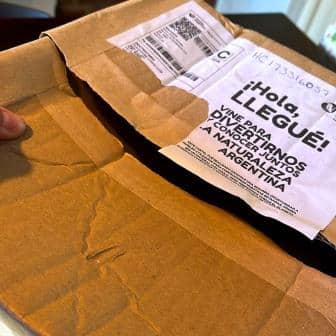 HC173316057
¡Hola,
LLEGUÉ!
VINE PARA
DIVERTIRNOS
Y CONOCER JUNTOS
LA NATURALEZA
ARGENTINA